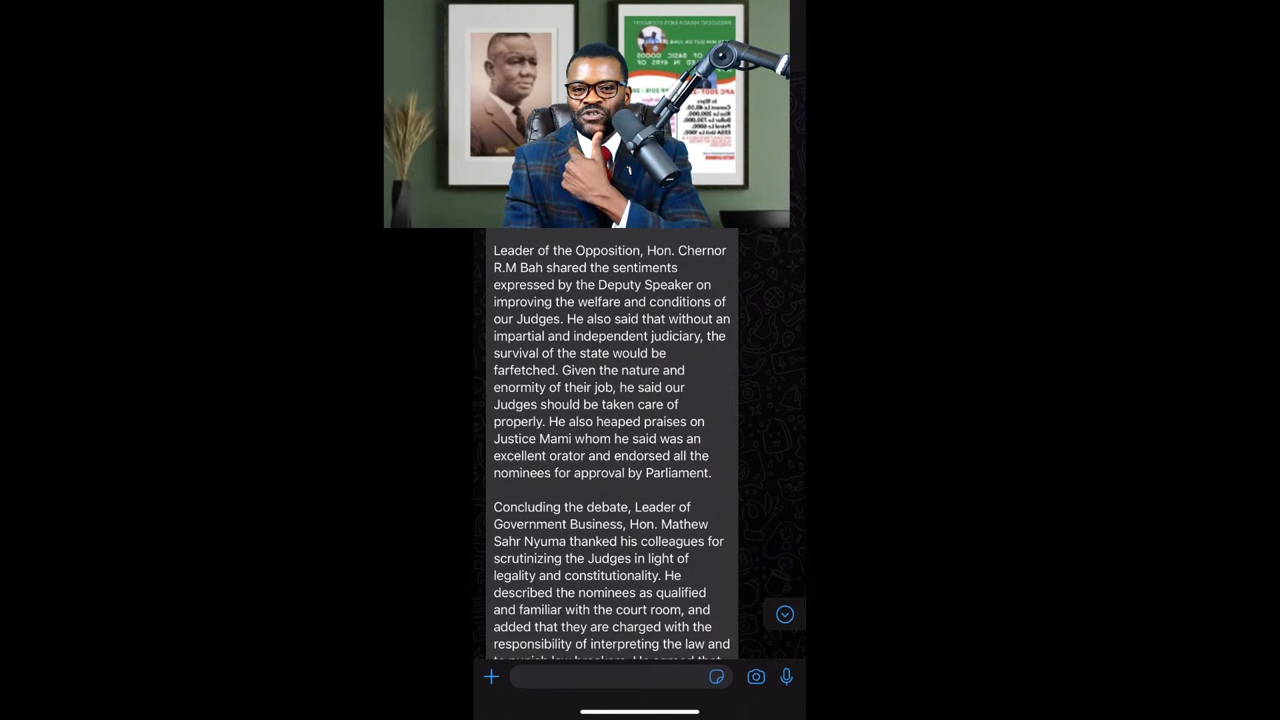 Leader of the Opposition, Hon. Chernor
R.M Bah shared the sentiments
expressed by the Deputy Speaker on
improving the welfare and conditions of
our Judges. He also said that without an
impartial and independent judiciary, the
survival of the state would be
farfetched. Given the nature and
enormity of their job, he said our
Judges should be taken care of
properly. He also heaped praises on
Justice Mami whom he said was an
excellent orator and endorsed all the
nominees for approval by Parliament.
Concluding the debate, Leader of
Government Business, Hon. Mathew
Sahr Nyuma thanked his colleagues for
scrutinizing the Judges in light of
legality and constitutionality. He
described the nominees as qualified
and familiar with the court room, and
added that they are charged with the
responsibility of interpreting the law and